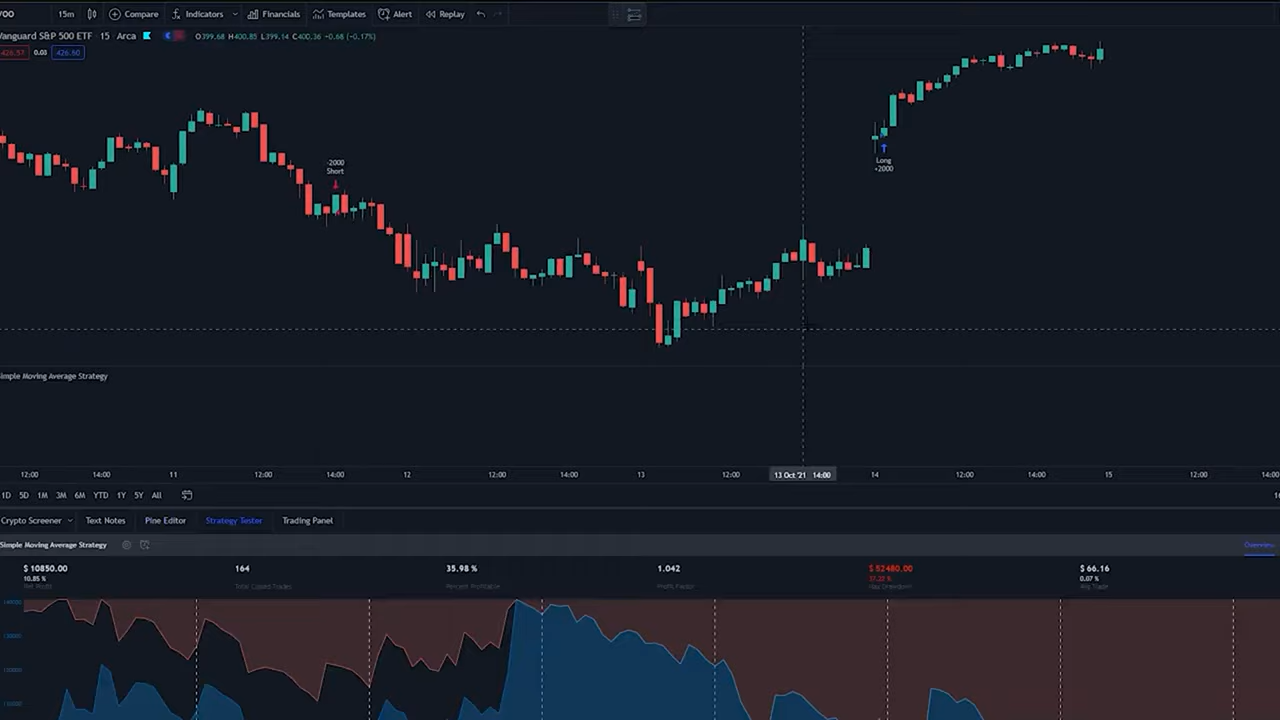 VOO 15m Compare Indicators Financials Templates Alert Replay
Vanguard S&P 500 ETF 15 Arca O399.68 H400.85 L399.14 C400.36 -0.68 (-0.17%)
426.57 0.03 426.60
-2000
Short
Long
+2000
Simple Moving Average Strategy
12:00 14:00 11 12:00 14:00 12 12:00 14:00 13 12:00 13 Oct '21 14:00 14 12:00 14:00 15 12:00 14:00
1D 5D 1M 3M 6M YTD 1Y 5Y All
Crypto Screener Text Notes Pine Editor Strategy Tester Trading Panel
Simple Moving Average Strategy Overview
$ 10850.00 164 35.98 % 1.042 $ 52480.00 $ 66.16
10.85 % Total Closed Trades Percent Profitable Profit Factor 37.25 % 0.07 %
Net Profit Max Drawdown Avg Trade
140000
130000
120000
110000